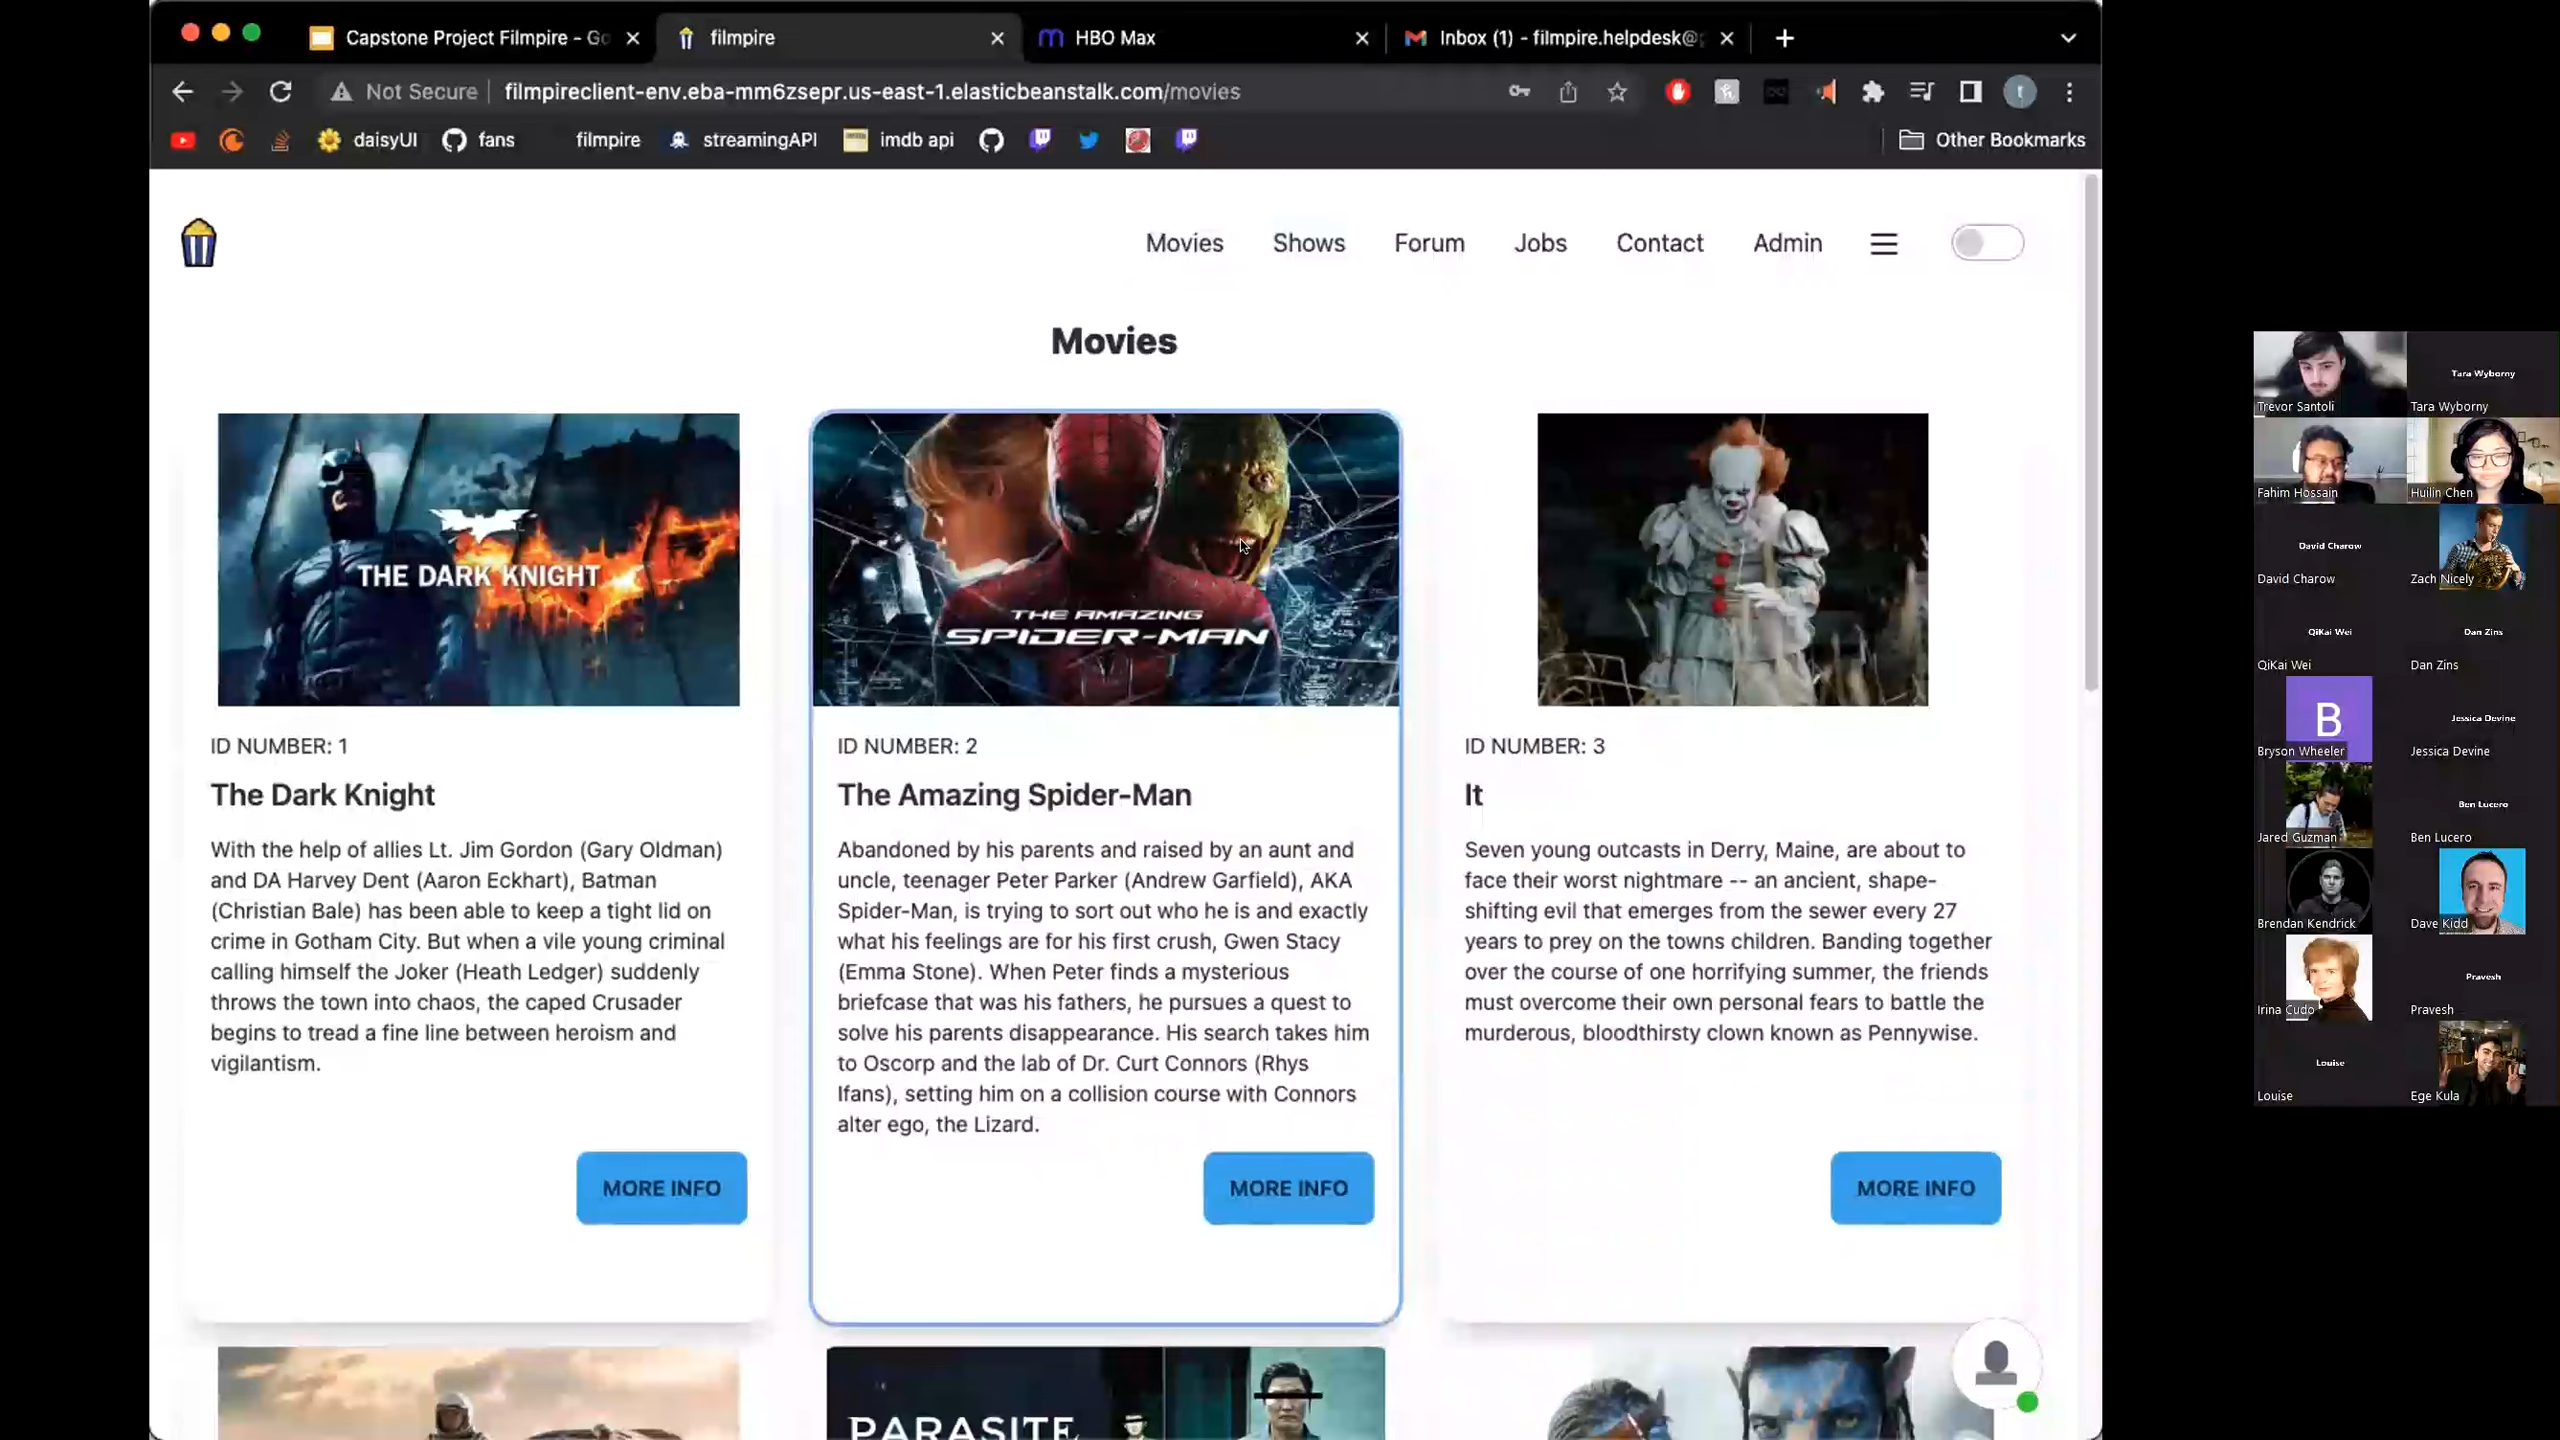 Capstone Project Filmpire - Go
filmpire
HBO Max
Inbox (1) - filmpire.helpdesk@
Not Secure
filmpireclient-env.eba-mm6zsepr.us-east-1.elasticbeanstalk.com/movies
daisyUI
fans
filmpire
streamingAPI
imdb api
Other Bookmarks
Movies
Shows
Forum
Jobs
Contact
Admin
Movies
THE DARK KNIGHT
ID NUMBER: 1
The Dark Knight
With the help of allies Lt. Jim Gordon (Gary Oldman)
and DA Harvey Dent (Aaron Eckhart), Batman
(Christian Bale) has been able to keep a tight lid on
crime in Gotham City. But when a vile young criminal
calling himself the Joker (Heath Ledger) suddenly
throws the town into chaos, the caped Crusader
begins to tread a fine line between heroism and
vigilantism.
MORE INFO
THE AMAZING
SPIDER-MAN
ID NUMBER: 2
The Amazing Spider-Man
Abandoned by his parents and raised by an aunt and
uncle, teenager Peter Parker (Andrew Garfield), AKA
Spider-Man, is trying to sort out who he is and exactly
what his feelings are for his first crush, Gwen Stacy
(Emma Stone). When Peter finds a mysterious
briefcase that was his fathers, he pursues a quest to
solve his parents disappearance. His search takes him
to Oscorp and the lab of Dr. Curt Connors (Rhys
Ifans), setting him on a collision course with Connors
alter ego, the Lizard.
MORE INFO
ID NUMBER: 3
It
Seven young outcasts in Derry, Maine, are about to
face their worst nightmare -- an ancient, shape-
shifting evil that emerges from the sewer every 27
years to prey on the towns children. Banding together
over the course of one horrifying summer, the friends
must overcome their own personal fears to battle the
murderous, bloodthirsty clown known as Pennywise.
MORE INFO
PARASITE
Trevor Santoli
Tara Wyborny
Tara Wyborny
Fahim Hossain
Huilin Chen
David Charow
David Charow
Zach Nicely
QiKai Wei
QiKai Wei
Dan Zins
Dan Zins
B
Bryson Wheeler
Jessica Devine
Jessica Devine
Jared Guzman
Ben Lucero
Ben Lucero
Brendan Kendrick
Dave Kidd
Irina Cudo
Pravesh
Pravesh
Louise
Louise
Ege Kula